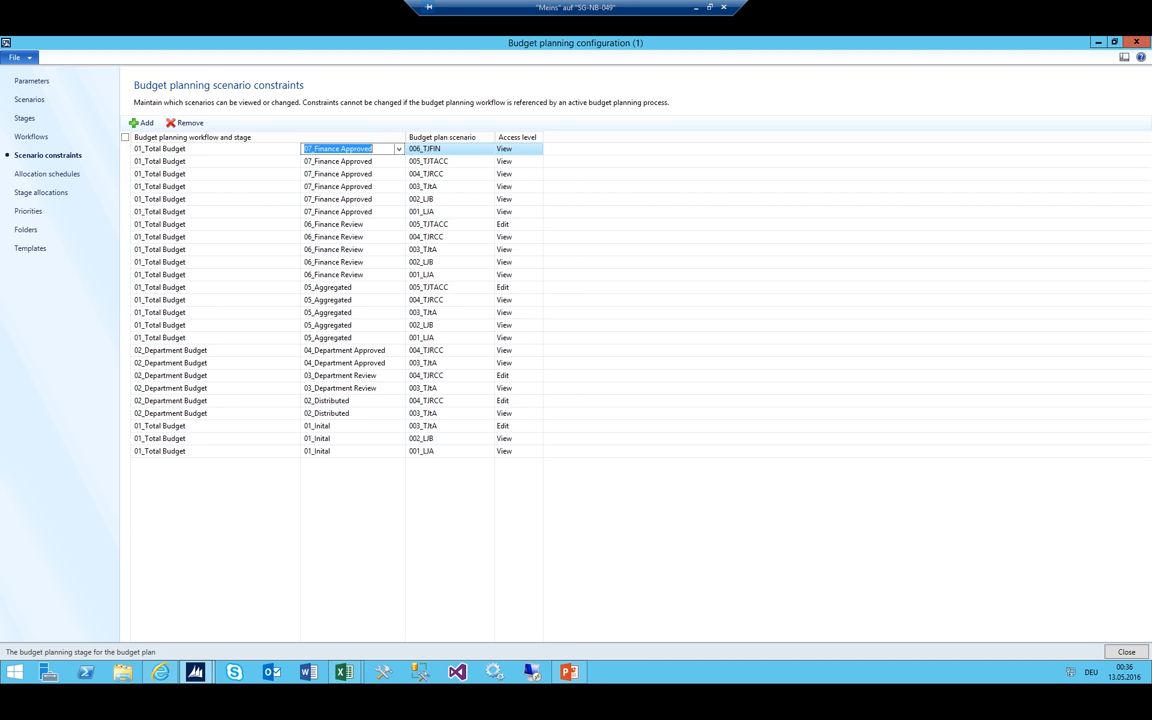 "Meins" auf "SG-NB-049"
Budget planning configuration (1)
File
Parameters
Scenarios
Stages
Workflows
Scenario constraints
Allocation schedules
Stage allocations
Priorities
Folders
Templates
Budget planning scenario constraints
Maintain which scenarios can be viewed or changed. Constraints cannot be changed if the budget planning workflow is referenced by an active budget planning process.
Add Remove
Budget planning workflow and stage Budget plan scenario Access level
01_Total Budget 07_Finance Approved 006_TJFIN View
01_Total Budget 07_Finance Approved 005_TJTACC View
01_Total Budget 07_Finance Approved 004_TJRCC View
01_Total Budget 07_Finance Approved 003_TJtA View
01_Total Budget 07_Finance Approved 002_LJB View
01_Total Budget 07_Finance Approved 001_LJA View
01_Total Budget 06_Finance Review 005_TJTACC Edit
01_Total Budget 06_Finance Review 004_TJRCC View
01_Total Budget 06_Finance Review 003_TJtA View
01_Total Budget 06_Finance Review 002_LJB View
01_Total Budget 06_Finance Review 001_LJA View
01_Total Budget 05_Aggregated 005_TJTACC Edit
01_Total Budget 05_Aggregated 004_TJRCC View
01_Total Budget 05_Aggregated 003_TJtA View
01_Total Budget 05_Aggregated 002_LJB View
01_Total Budget 05_Aggregated 001_LJA View
02_Department Budget 04_Department Approved 004_TJRCC View
02_Department Budget 04_Department Approved 003_TJtA View
02_Department Budget 03_Department Review 004_TJRCC Edit
02_Department Budget 03_Department Review 003_TJtA View
02_Department Budget 02_Distributed 004_TJRCC Edit
02_Department Budget 02_Distributed 003_TJtA View
01_Total Budget 01_Inital 003_TJtA Edit
01_Total Budget 01_Inital 002_LJB View
01_Total Budget 01_Inital 001_LJA View
The budget planning stage for the budget plan
Close
DEU
00:36
13.05.2016